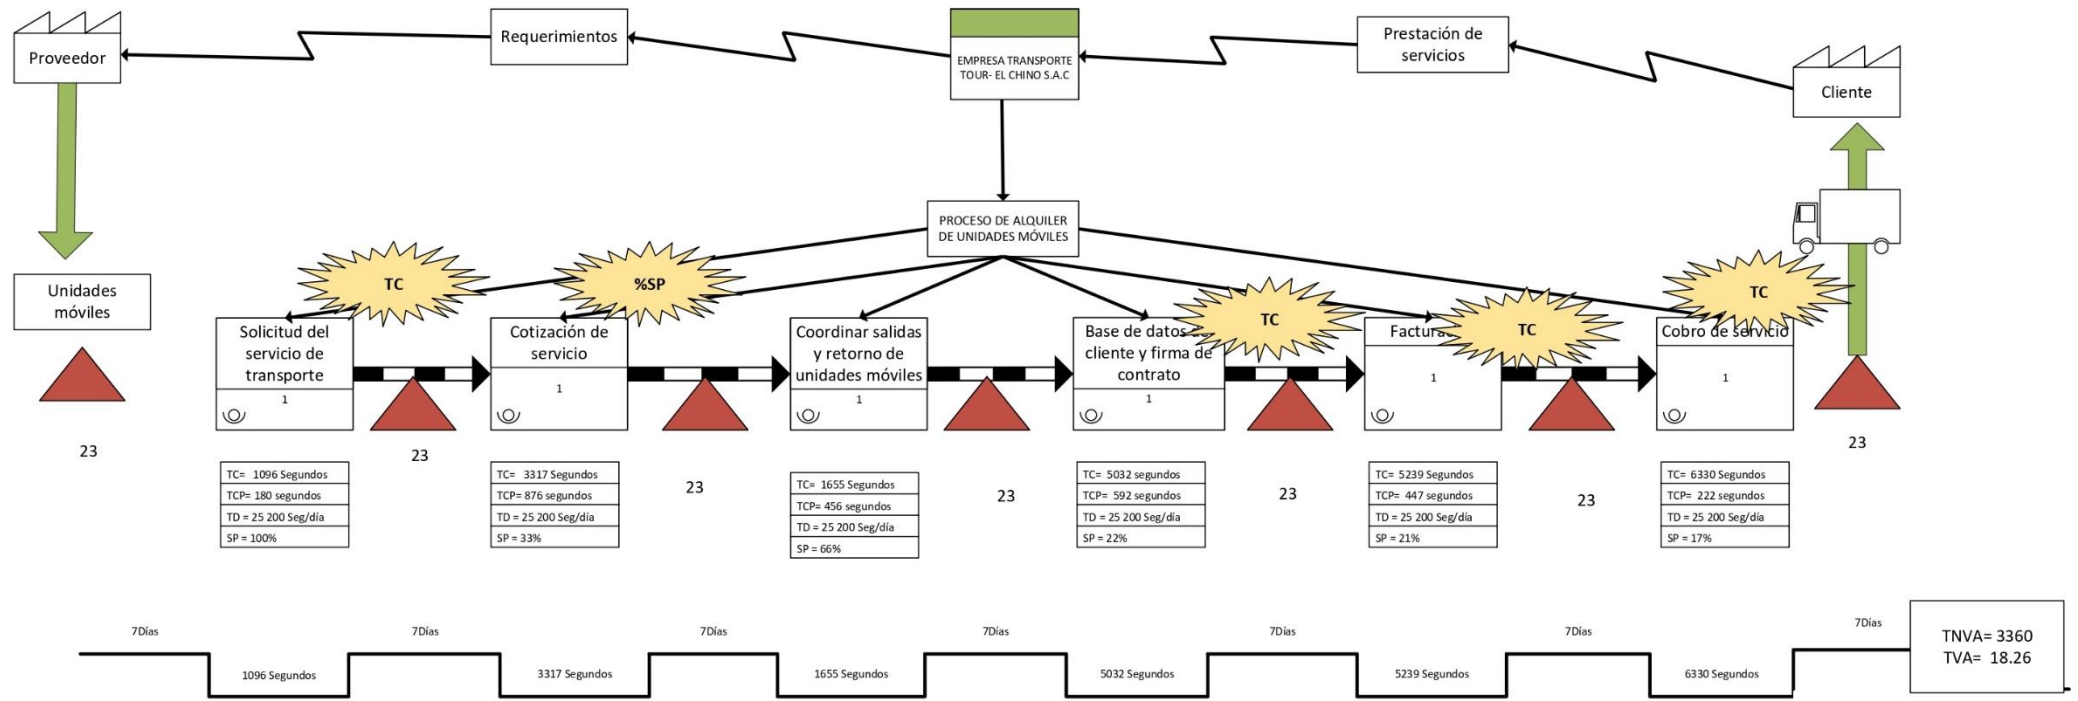 Proveedor
Requerimientos
EMPRESA TRANSPORTE
TOUR- EL CHINO S.A.C
Prestación de
servicios
Cliente
PROCESO DE ALQUILER
DE UNIDADES MÓVILES
Unidades
móviles
23
TC
%SP
TC
TC
TC
Solicitud del
servicio de
transporte
1
Cotización de
servicio
1
Coordinar salidas
y retorno de
unidades móviles
1
Base de datos
cliente y firma de
contrato
1
1
Cobro de servicio
1
23
23
23
23
23
23
TC= 1096 Segundos
TCP= 180 segundos
TD = 25 200 Seg/día
SP = 100%
TC= 3317 Segundos
TCP= 876 segundos
TD = 25 200 Seg/día
SP = 33%
TC= 1655 Segundos
TCP= 456 segundos
TD = 25 200 Seg/día
SP = 66%
TC= 5032 segundos
TCP= 592 segundos
TD = 25 200 Seg/día
SP = 22%
TC= 5239 Segundos
TCP= 447 segundos
TD = 25 200 Seg/día
SP = 21%
TC= 6330 Segundos
TCP= 222 segundos
TD = 25 200 Seg/día
SP = 17%
7Días
7Días
7Días
7Días
7Días
7Días
7Días
1096 Segundos
3317 Segundos
1655 Segundos
5032 Segundos
5239 Segundos
6330 Segundos
TNVA= 3360
TVA= 18.26